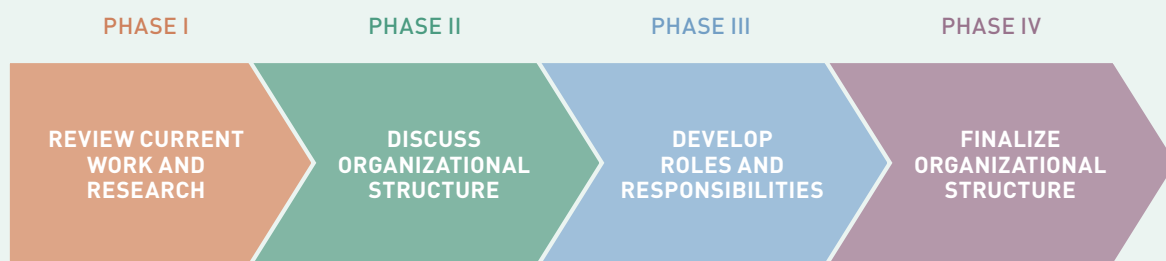 PHASE I
PHASE II
PHASE III
PHASE IV
REVIEW CURRENT
WORK AND
RESEARCH
DISCUSS
ORGANIZATIONAL
STRUCTURE
DEVELOP
ROLES AND
RESPONSIBILITIES
FINALIZE
ORGANIZATIONAL
STRUCTURE